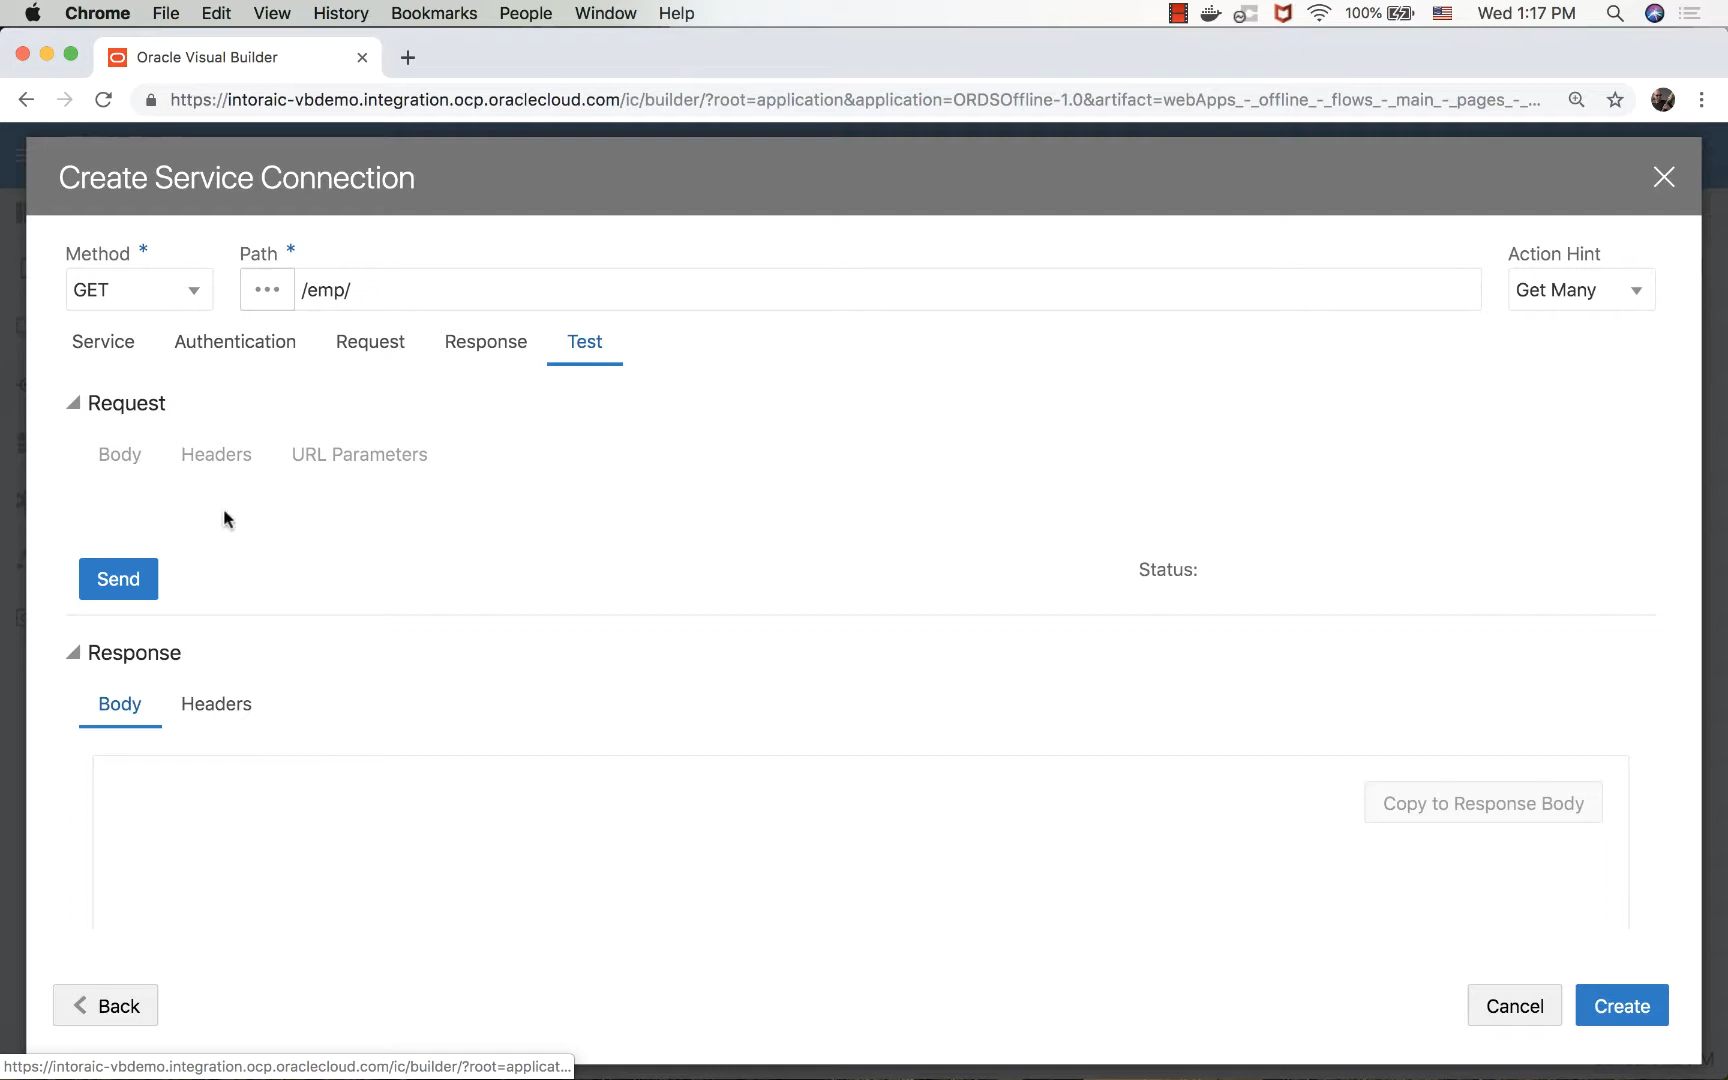 Chrome File Edit View History Bookmarks People Window Help 100% Wed 1:17 PM
Oracle Visual Builder
https://intoraic-vbdemo.integration.ocp.oraclecloud.com/ic/builder/?root=application&application=ORDSOffline-1.0&artifact=webApps_-_offline_-_flows_-_main_-_pages_-_...
Create Service Connection
Method * Path * Action Hint
GET ••• /emp/ Get Many
Service Authentication Request Response Test
Request
Body Headers URL Parameters
Send Status:
Response
Body Headers
Copy to Response Body
Back Cancel Create
https://intoraic-vbdemo.integration.ocp.oraclecloud.com/ic/builder/?root=applicat...